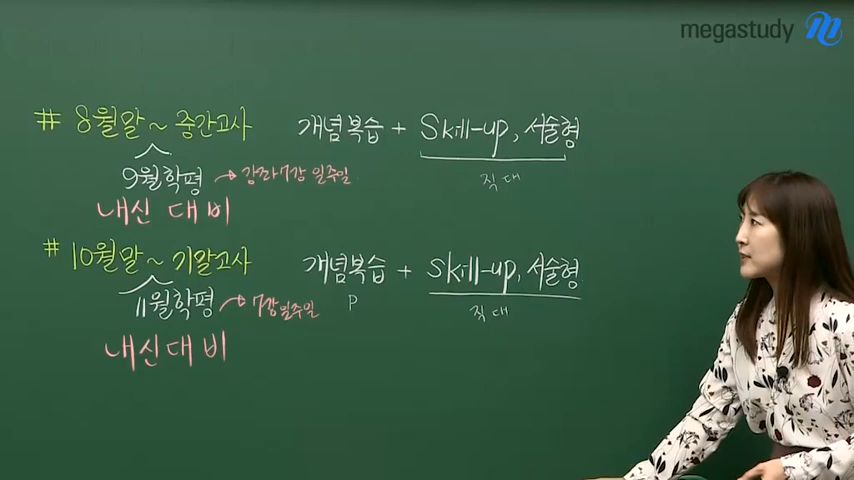 megastudy
# 8월말 ~ 중간고사 개념복습 + Skill-up, 서술형
9월학평 → 강좌 7강 일주일 직대
내신 대비
# 10월말 ~ 기말고사 개념복습 + Skill-up, 서술형
11월학평 → 7강 일주일 P 직대
내신대비